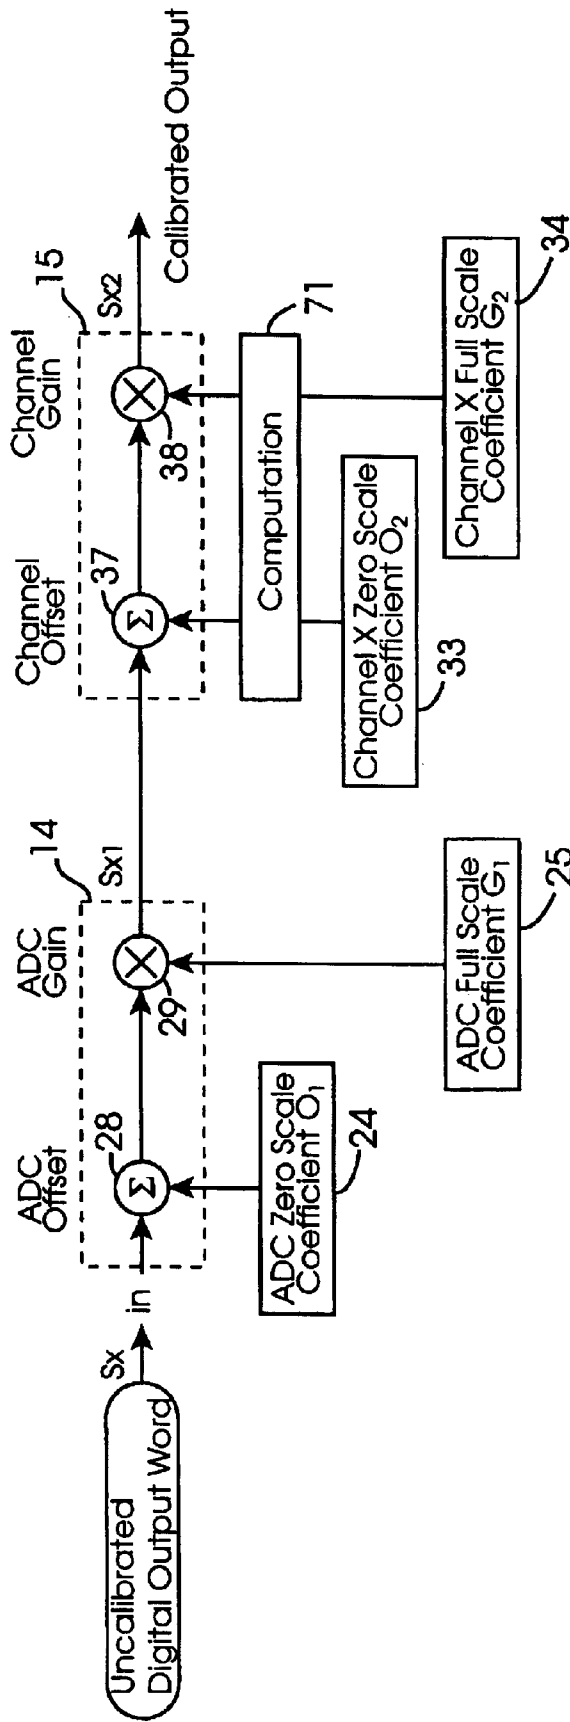 Uncalibrated
Digital Output Word
Sx
in
ADC
Offset
28
Σ
ADC Zero Scale
Coefficient O1
24
ADC
Gain
14
29
Sx1
ADC Full Scale
Coefficient G1
25
Channel
Offset
37
Σ
Channel X Zero Scale
Coefficient O2
33
Computation
71
Channel
Gain
15
38
Sx2
Channel X Full Scale
Coefficient G2
34
Calibrated Output